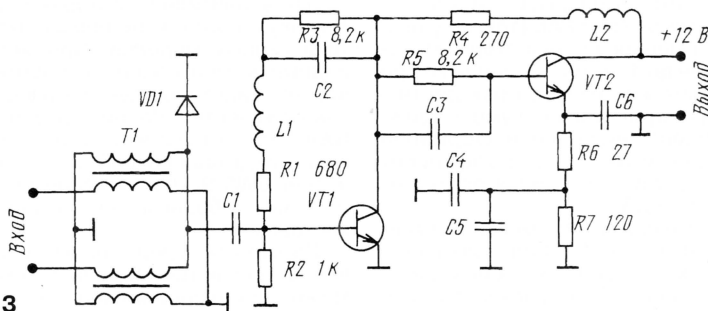 R3 8,2к
R4 270
L2
+12 В
R5 8,2к
C2
VT2
VD1
C3
C6
Выход
T1
L1
R1 680
C4
R6 27
VT1
C1
C5
R7 120
Вход
R2 1к
3